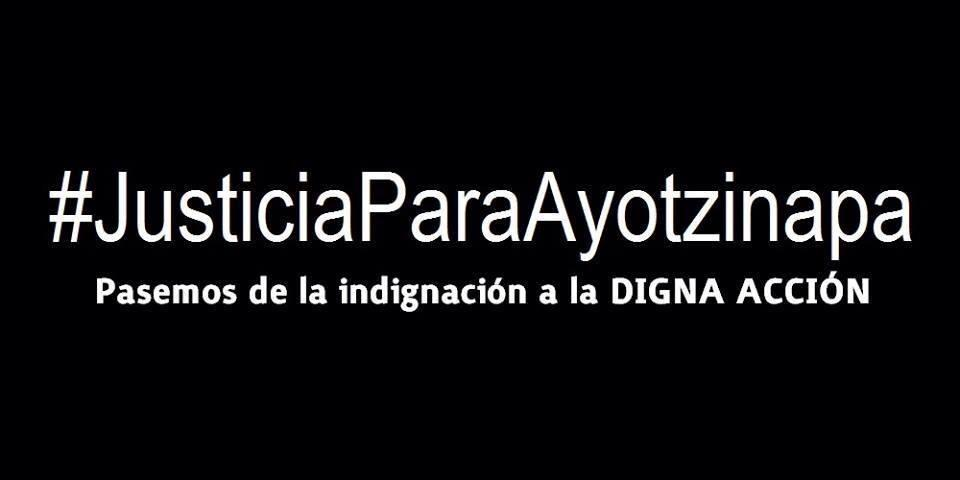 #JusticiaParaAyotzinapa
Pasemos de la indignación a la DIGNA ACCIÓN